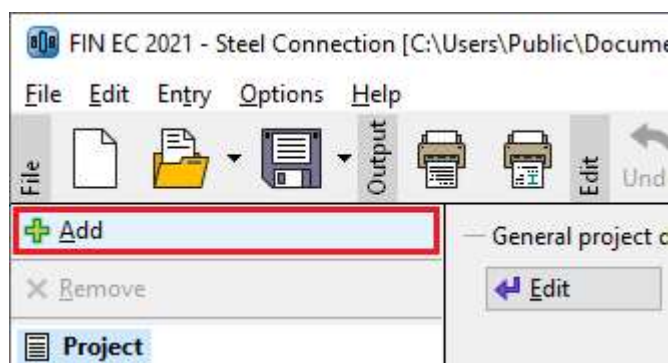 FIN EC 2021 - Steel Connection [C:\Users\Public\Docume
File Edit Entry Options Help
File
Output
Edit
Und
Add
General project
Remove
Edit
Project